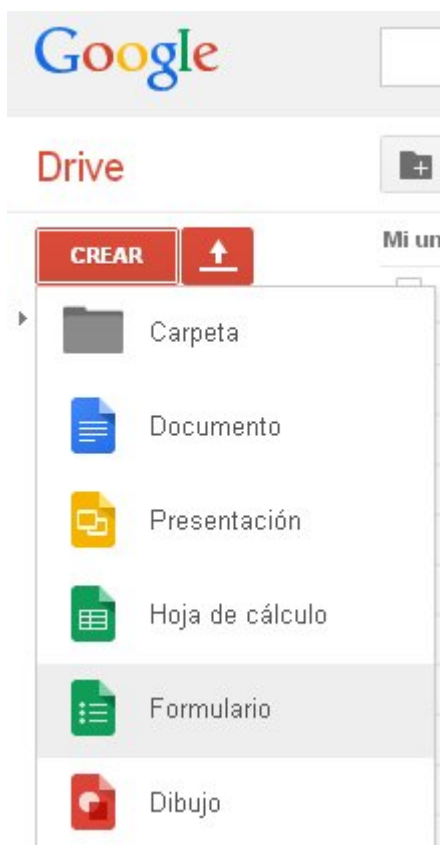 Google
Drive
CREAR
Mi un
Carpeta
Documento
Presentación
Hoja de cálculo
Formulario
Dibujo